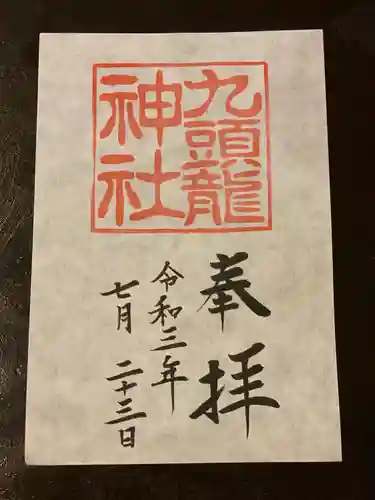 九頭龍
神社
奉拝
令和三年
七月二十三日